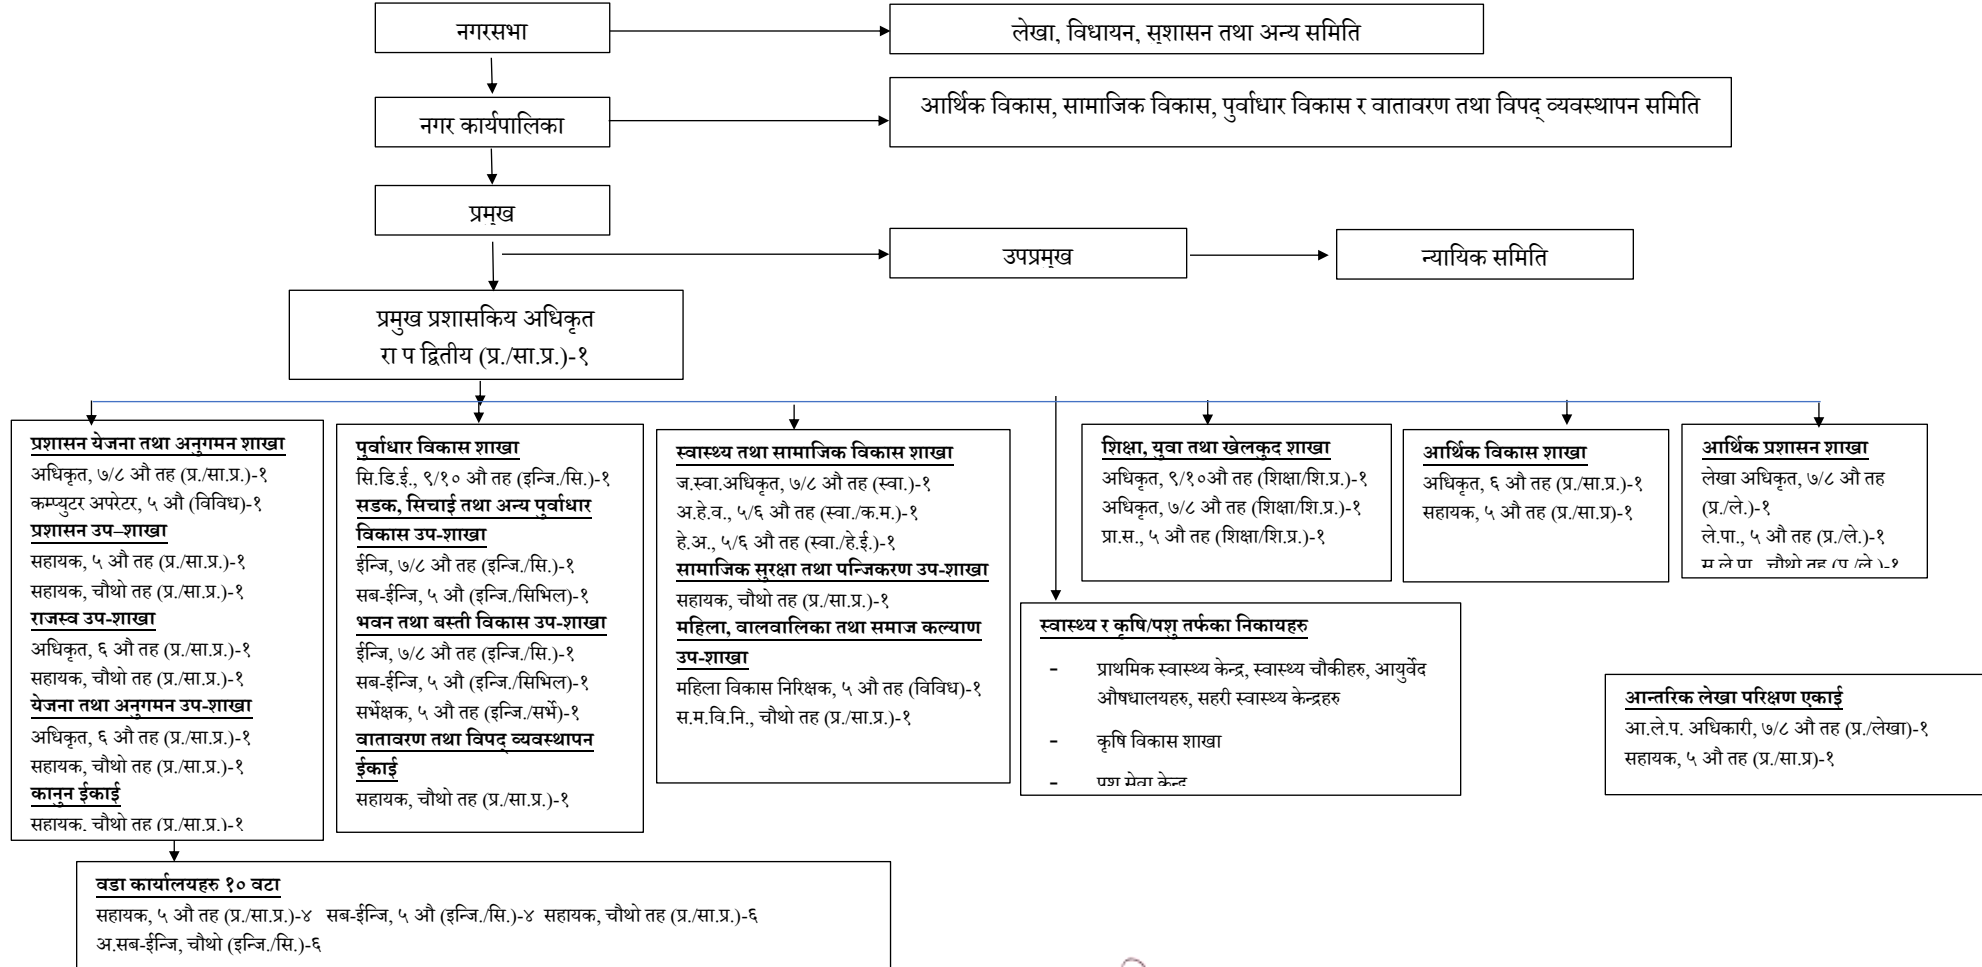 नगरसभा
लेखा, विधायन, सुशासन तथा अन्य समिति
नगर कार्यपालिका
आर्थिक विकास, सामाजिक विकास, पुर्वाधार विकास र वातावरण तथा विपद् व्यवस्थापन समिति
प्रमुख
उपप्रमुख
न्यायिक समिति
प्रमुख प्रशासकिय अधिकृत
रा प द्वितीय (प्र./सा.प्र.)-१
प्रशासन येजना तथा अनुगमन शाखा
अधिकृत, ७/८ औ तह (प्र./सा.प्र.)-१
कम्प्युटर अपरेटर, ५ औ (विविध)-१
प्रशासन उप–शाखा
सहायक, ५ औ तह (प्र./सा.प्र.)-१
सहायक, चौथो तह (प्र./सा.प्र.)-१
राजस्व उप-शाखा
अधिकृत, ६ औ तह (प्र./सा.प्र.)-१
सहायक, चौथो तह (प्र./सा.प्र.)-१
येजना तथा अनुगमन उप-शाखा
अधिकृत, ६ औ तह (प्र./सा.प्र.)-१
सहायक, चौथो तह (प्र./सा.प्र.)-१
कानुन ईकाई
सहायक, चौथो तह (प्र./सा.प्र.)-१
पुर्वाधार विकास शाखा
सि.डि.ई., ९/१० औ तह (इन्जि./सि.)-१
सडक, सिचाई तथा अन्य पुर्वाधार
विकास उप-शाखा
ईन्जि, ७/८ औ तह (इन्जि./सि.)-१
सब-ईन्जि, ५ औ (इन्जि./सिभिल)-१
भवन तथा बस्ती विकास उप-शाखा
ईन्जि, ७/८ औ तह (इन्जि./सि.)-१
सब-ईन्जि, ५ औ (इन्जि./सिभिल)-१
सर्भेक्षक, ५ औ तह (इन्जि./सर्भे)-१
वातावरण तथा विपद् व्यवस्थापन
ईकाई
सहायक, चौथो तह (प्र./सा.प्र.)-१
स्वास्थ्य तथा सामाजिक विकास शाखा
ज.स्वा.अधिकृत, ७/८ औ तह (स्वा.)-१
अ.हे.व., ५/६ औ तह (स्वा./क.म.)-१
हे.अ., ५/६ औ तह (स्वा./हे.ई.)-१
सामाजिक सुरक्षा तथा पन्जिकरण उप-शाखा
सहायक, चौथो तह (प्र./सा.प्र.)-१
महिला, वालवालिका तथा समाज कल्याण
उप-शाखा
महिला विकास निरिक्षक, ५ औ तह (विविध)-१
स.म.वि.नि., चौथो तह (प्र./सा.प्र.)-१
शिक्षा, युवा तथा खेलकुद शाखा
अधिकृत, ९/१०औ तह (शिक्षा/शि.प्र.)-१
अधिकृत, ७/८ औ तह (शिक्षा/शि.प्र.)-१
प्रा.स., ५ औ तह (शिक्षा/शि.प्र.)-१
आर्थिक विकास शाखा
अधिकृत, ६ औ तह (प्र./सा.प्र.)-१
सहायक, ५ औ तह (प्र./सा.प्र)-१
आर्थिक प्रशासन शाखा
लेखा अधिकृत, ७/८ औ तह
(प्र./ले.)-१
ले.पा., ५ औ तह (प्र./ले.)-१
स.ले.पा., चौथो तह (प्र./ले.)-१
स्वास्थ्य र कृषि/पशु तर्फका निकायहरु
- प्राथमिक स्वास्थ्य केन्द्र, स्वास्थ्य चौकीहरु, आयुर्वेद
औषधालयहरु, सहरी स्वास्थ्य केन्द्रहरु
- कृषि विकास शाखा
- पशु सेवा केन्द्र
आन्तरिक लेखा परिक्षण एकाई
आ.ले.प. अधिकारी, ७/८ औ तह (प्र./लेखा)-१
सहायक, ५ औ तह (प्र./सा.प्र)-१
वडा कार्यालयहरु १० वटा
सहायक, ५ औ तह (प्र./सा.प्र.)-४ सब-ईन्जि, ५ औ (इन्जि./सि.)-४ सहायक, चौथो तह (प्र./सा.प्र.)-६
अ.सब-ईन्जि, चौथो (इन्जि./सि.)-६